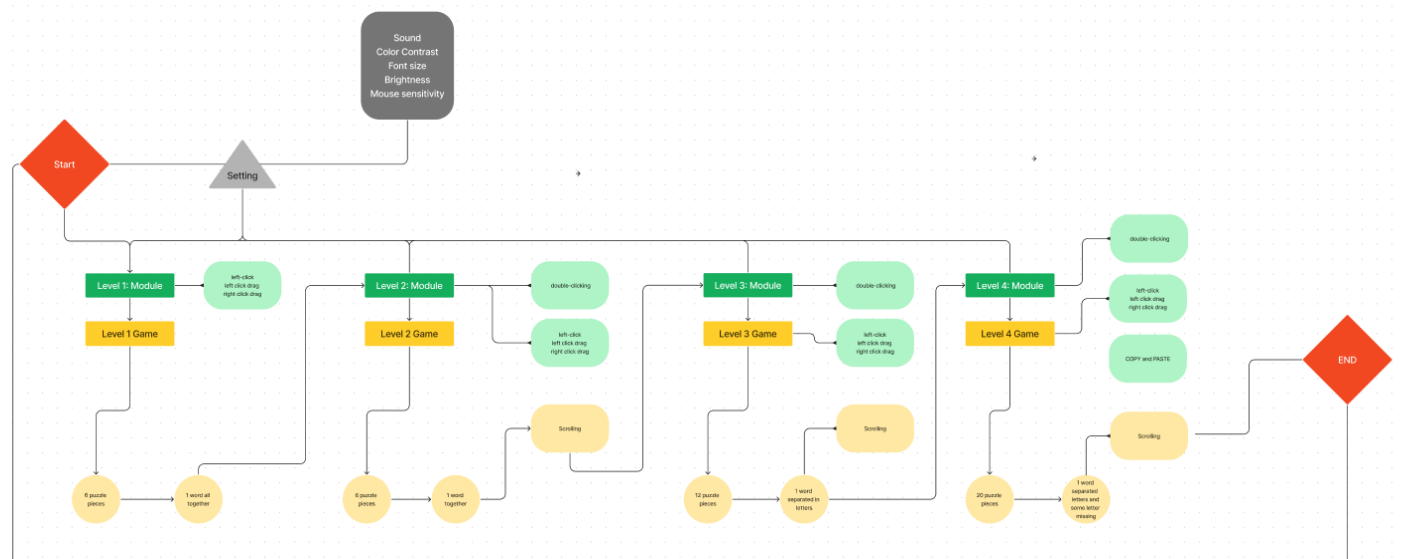 Sound
Color Contrast
Font size
Brightness
Mouse sensitivity
Start
Setting
Level 1: Module
left-click
left click drag
right click drag
Level 1 Game
6 puzzle
pieces
1 word all
together
Level 2: Module
double-clicking
Level 2 Game
left-click
left click drag
right click drag
Scrolling
6 puzzle
pieces
1 word
together
Level 3: Module
double-clicking
Level 3 Game
left-click
left click drag
right click drag
Scrolling
12 puzzle
pieces
1 word
separated in
letters
double-clicking
Level 4: Module
left-click
left click drag
right click drag
Level 4 Game
COPY and PASTE
Scrolling
20 puzzle
pieces
1 word
separated
letters and
some letter
missing
END